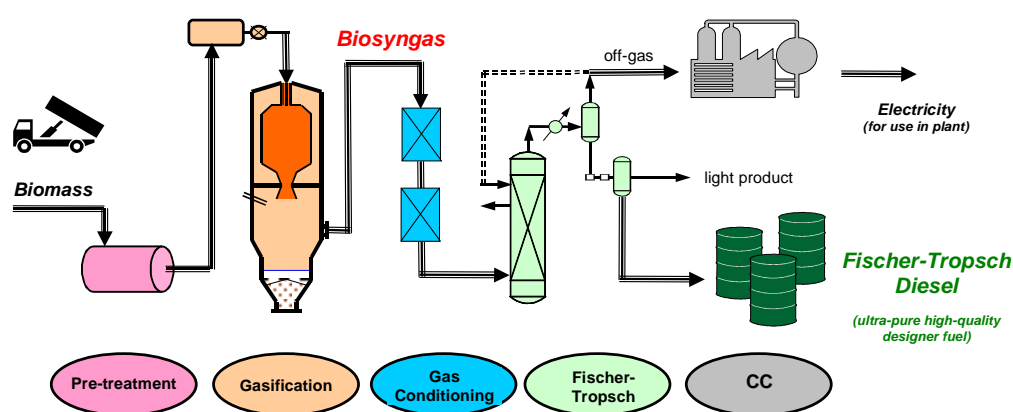 Biosyngas
off-gas
Electricity
(for use in plant)
Biomass
light product
Fischer-Tropsch
Diesel
(ultra-pure high-quality
designer fuel)
Pre-treatment
Gasification
Gas
Conditioning
Fischer-
Tropsch
CC